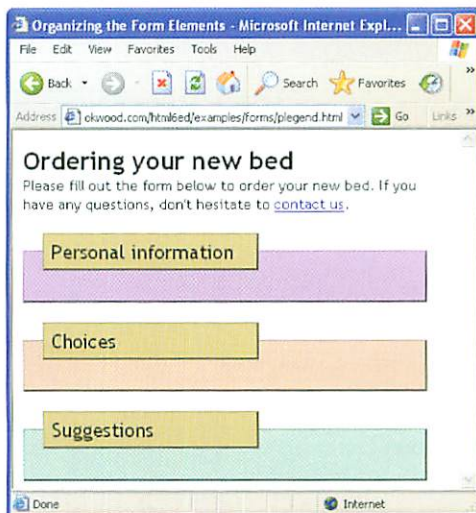 Organizing the Form Elements - Microsoft Internet Expl...
File Edit View Favorites Tools Help
Back Search Favorites »
Address okwood.com/html6ed/examples/forms/plegend.html Go Links »
Ordering your new bed
Please fill out the form below to order your new bed. If you
have any questions, don't hesitate to contact us.
Personal information
Choices
Suggestions
Done Internet